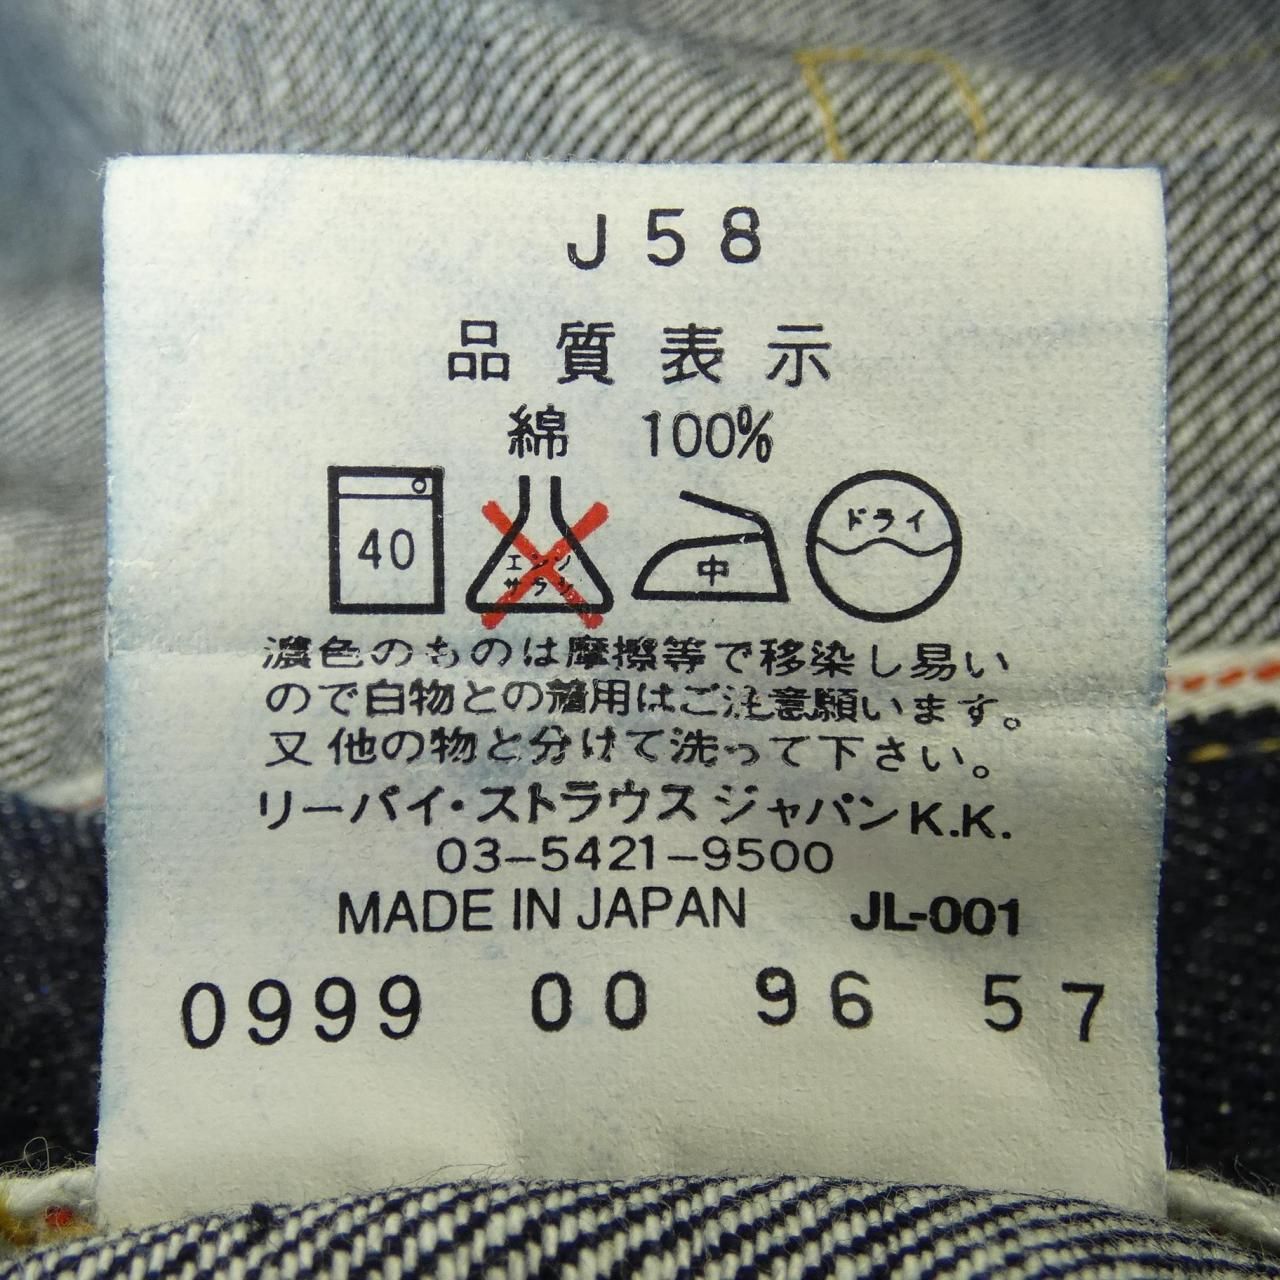 J58
品質表示
綿 100%
40 エンソサラシ 中 ドライ
濃色のものは摩擦等で移染し易い
ので白物との着用はご注意願います。
又他の物と分けて洗って下さい。
リーバイ・ストラウス ジャパンK.K.
03-5421-9500
MADE IN JAPAN JL-001
0999 00 96 57